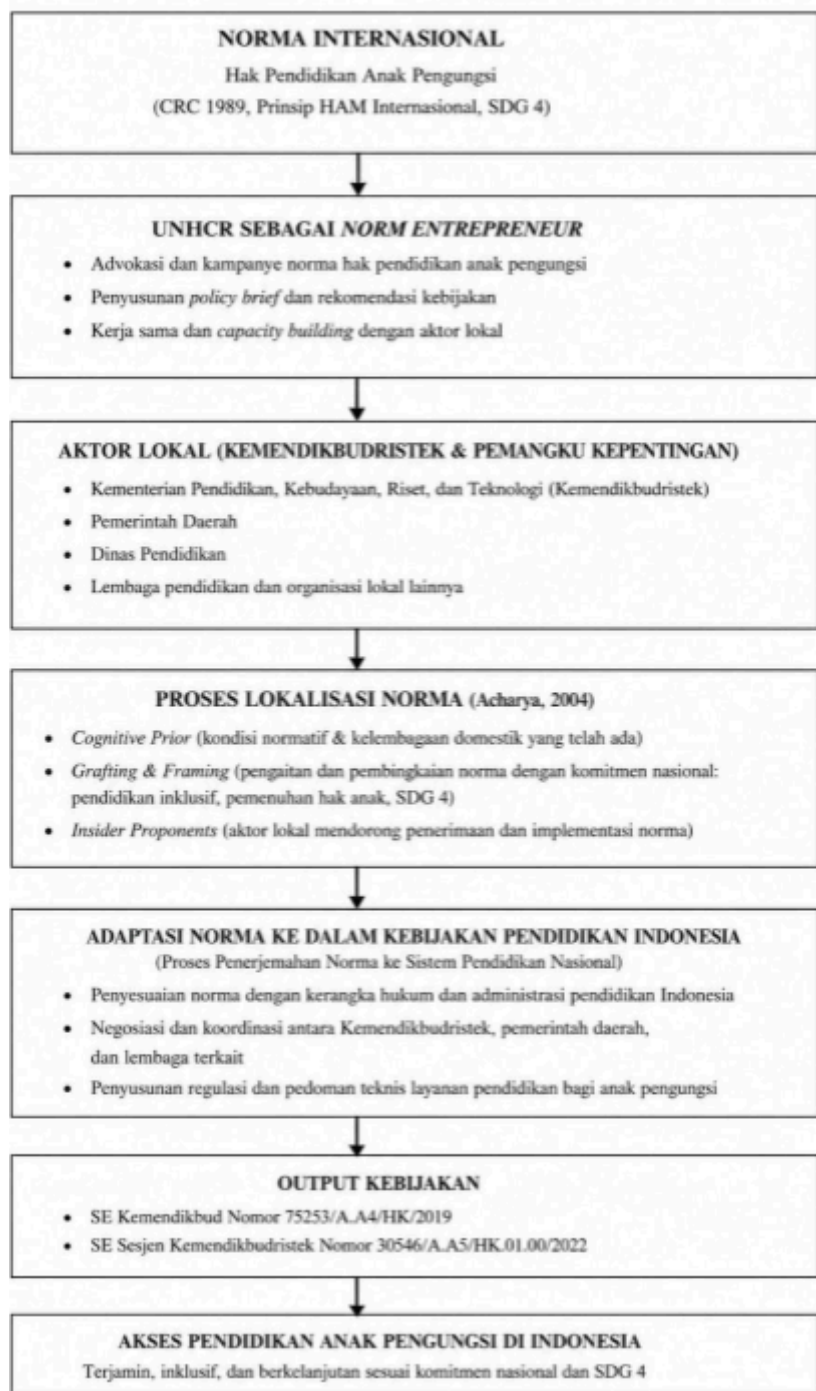 NORMA INTERNASIONAL
Hak Pendidikan Anak Pengungsi
(CRC 1989, Prinsip HAM Internasional, SDG 4)
UNHCR SEBAGAI NORM ENTREPRENEUR
• Advokasi dan kampanye norma hak pendidikan anak pengungsi
• Penyusunan policy brief dan rekomendasi kebijakan
• Kerja sama dan capacity building dengan aktor lokal
AKTOR LOKAL (KEMENDIKBUDRISTEK & PEMANGKU KEPENTINGAN)
• Kementerian Pendidikan, Kebudayaan, Riset, dan Teknologi (Kemendikbudristek)
• Pemerintah Daerah
• Dinas Pendidikan
• Lembaga pendidikan dan organisasi lokal lainnya
PROSES LOKALISASI NORMA (Acharya, 2004)
• Cognitive Prior (kondisi normatif & kelembagaan domestik yang telah ada)
• Grafting & Framing (pengaitan dan pembingkaian norma dengan komitmen nasional:
pendidikan inklusif, pemenuhan hak anak, SDG 4)
• Insider Proponents (aktor lokal mendorong penerimaan dan implementasi norma)
ADAPTASI NORMA KE DALAM KEBIJAKAN PENDIDIKAN INDONESIA
(Proses Penerjemahan Norma ke Sistem Pendidikan Nasional)
• Penyesuaian norma dengan kerangka hukum dan administrasi pendidikan Indonesia
• Negosiasi dan koordinasi antara Kemendikbudristek, pemerintah daerah,
dan lembaga terkait
• Penyusunan regulasi dan pedoman teknis layanan pendidikan bagi anak pengungsi
OUTPUT KEBIJAKAN
• SE Kemendikbud Nomor 75253/A.A4/HK/2019
• SE Sesjen Kemendikbudristek Nomor 30546/A.A5/HK.01.00/2022
AKSES PENDIDIKAN ANAK PENGUNGSI DI INDONESIA
Terjamin, inklusif, dan berkelanjutan sesuai komitmen nasional dan SDG 4